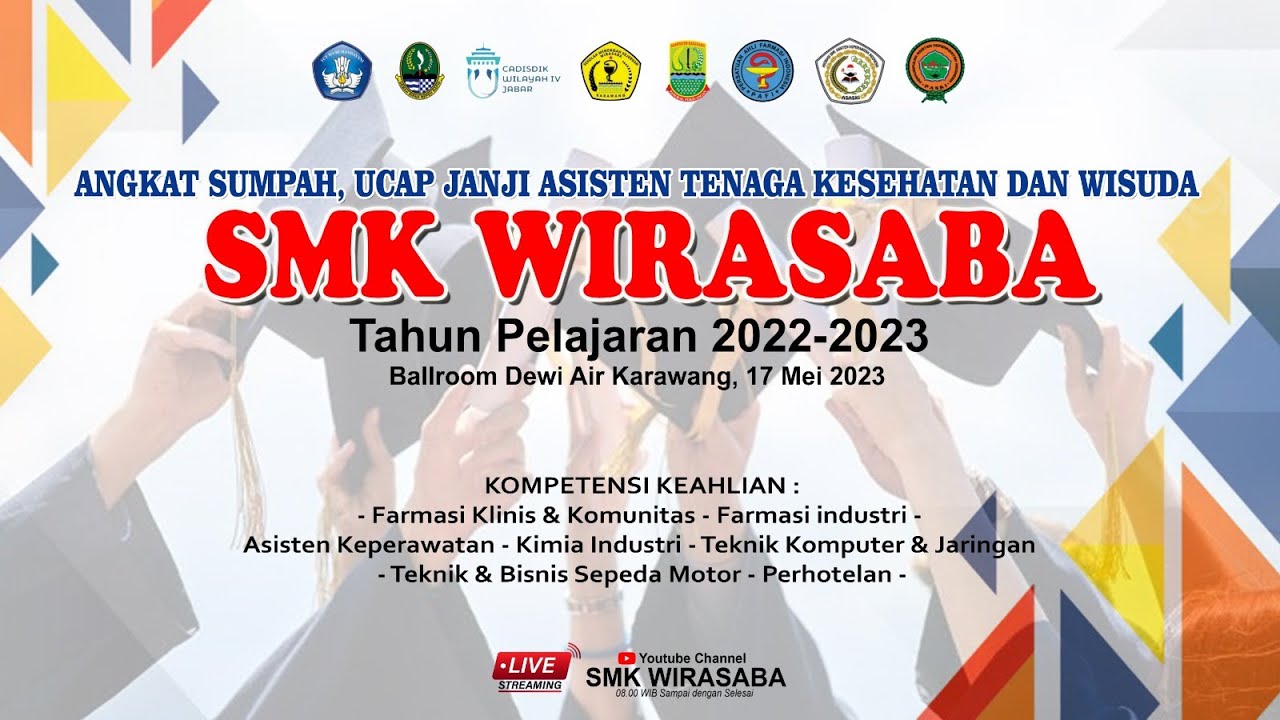 CADISDIK
WILAYAH IV
JABAR
ANGKAT SUMPAH, UCAP JANJI ASISTEN TENAGA KESEHATAN DAN WISUDA
SMK WIRASABA
Tahun Pelajaran 2022-2023
Ballroom Dewi Air Karawang, 17 Mei 2023
KOMPETENSI KEAHLIAN :
- Farmasi Klinis & Komunitas - Farmasi industri -
Asisten Keperawatan - Kimia Industri - Teknik Komputer & Jaringan
- Teknik & Bisnis Sepeda Motor - Perhotelan -
LIVE
STREAMING
Youtube Channel
SMK WIRASABA
08.00 WIB Sampai dengan Selesai